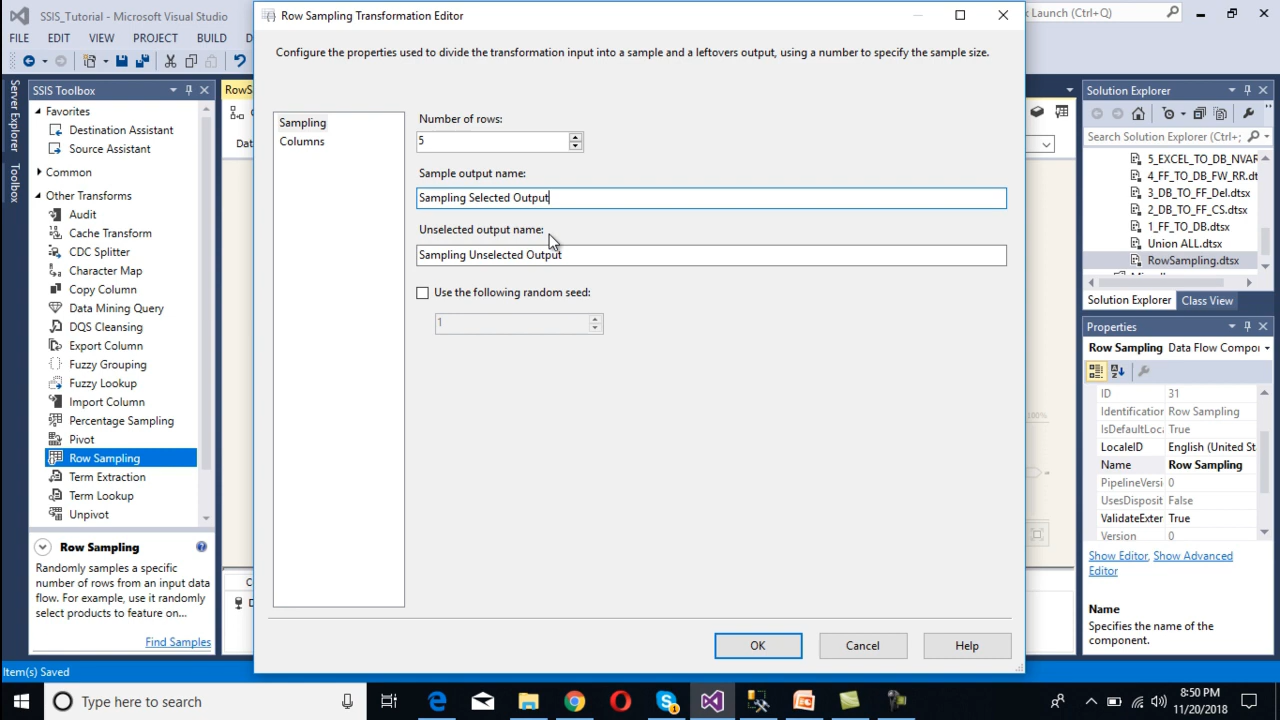 SSIS_Tutorial - Microsoft Visual Studio
Row Sampling Transformation Editor
Launch (Ctrl+Q)
FILE EDIT VIEW PROJECT BUILD
Configure the properties used to divide the transformation input into a sample and a leftovers output, using a number to specify the sample size.
Server Explorer
Toolbox
SSIS Toolbox
Favorites
Destination Assistant
Source Assistant
Common
Other Transforms
Audit
Cache Transform
CDC Splitter
Character Map
Copy Column
Data Mining Query
DQS Cleansing
Export Column
Fuzzy Grouping
Fuzzy Lookup
Import Column
Percentage Sampling
Pivot
Row Sampling
Term Extraction
Term Lookup
Unpivot
Row Sampling
Randomly samples a specific
number of rows from an input data
flow. For example, use it randomly
select products to feature on...
Find Samples
RowS
Dat
Sampling
Columns
Number of rows:
5
Sample output name:
Sampling Selected Output
Unselected output name:
Sampling Unselected Output
Use the following random seed:
1
OK
Cancel
Help
100%
Solution Explorer
Search Solution Explorer (Ctrl+;
5_EXCEL_TO_DB_NVAR
4_FF_TO_DB_FW_RR.dt
3_DB_TO_FF_Del.dtsx
2_DB_TO_FF_CS.dtsx
1_FF_TO_DB.dtsx
Union ALL.dtsx
RowSampling.dtsx
Solution Explorer Class View
Properties
Row Sampling Data Flow Compo
ID 31
Identification Row Sampling
IsDefaultLoca True
LocaleID English (United St
Name Row Sampling
PipelineVersi 0
UsesDisposit False
ValidateExter True
Version 0
Show Editor, Show Advanced
Editor
Name
Specifies the name of the
component.
Item(s) Saved
Type here to search
8:50 PM
11/20/2018